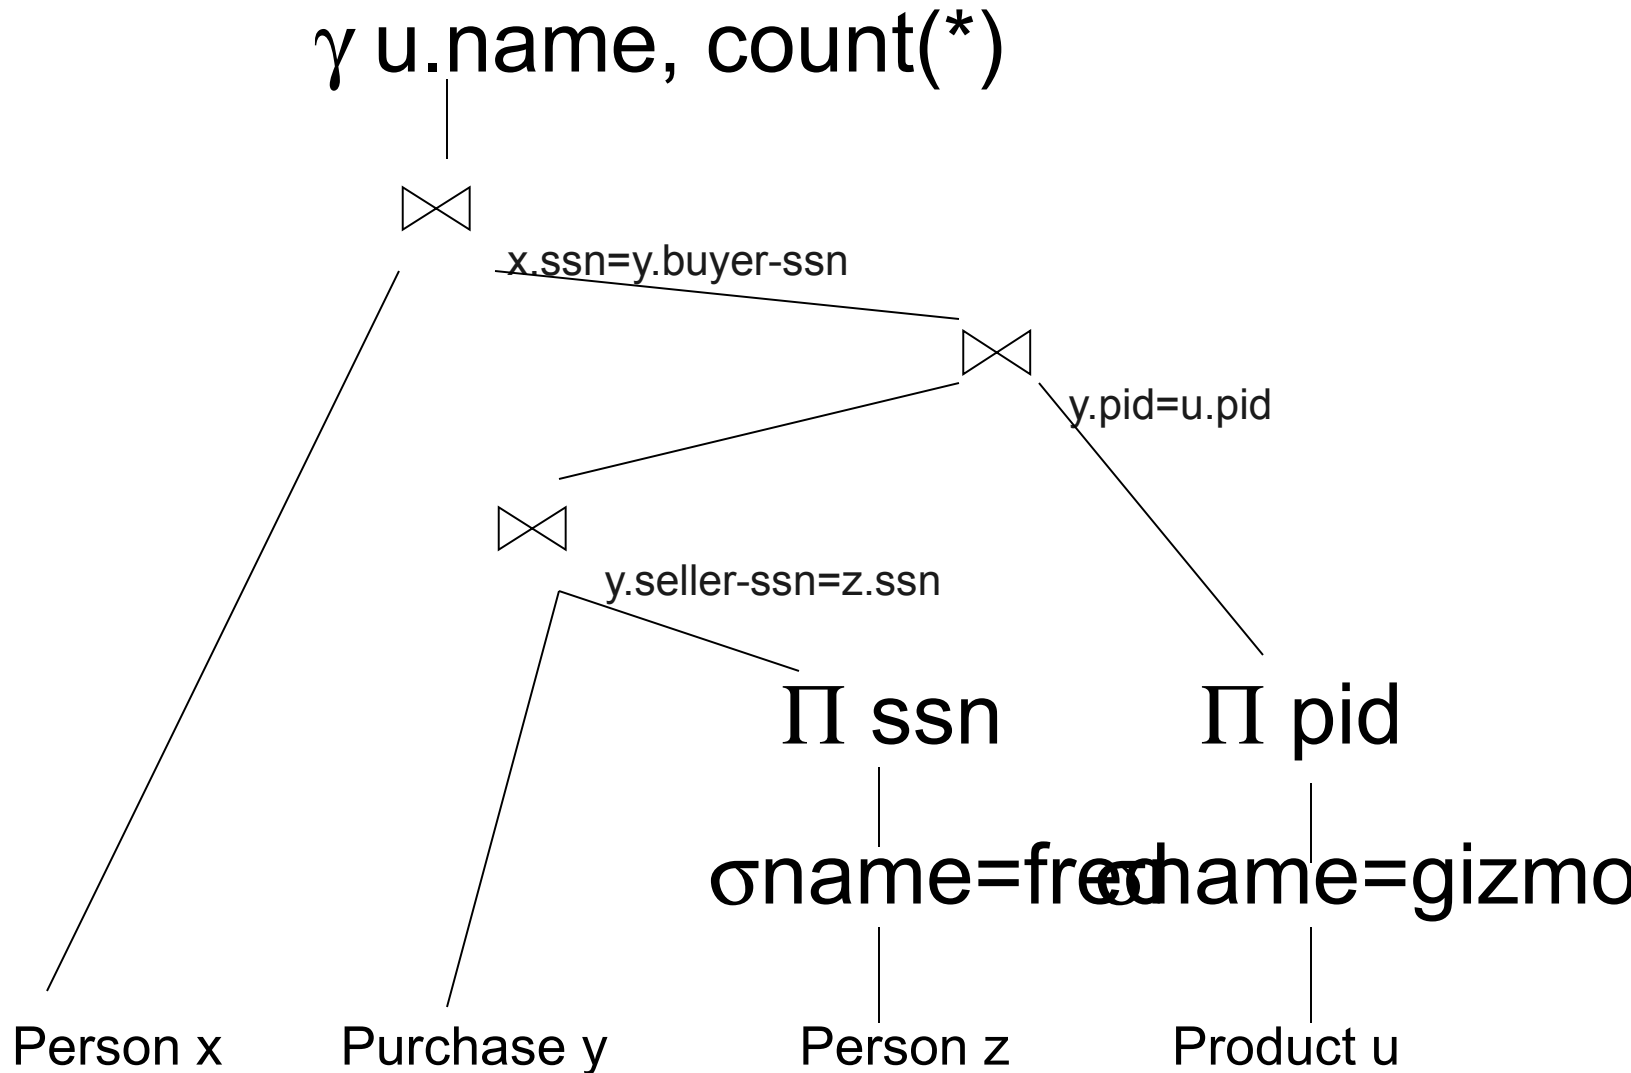 γ u.name, count(*)
x.ssn=y.buyer-ssn
y.pid=u.pid
y.seller-ssn=z.ssn
Π ssn
Π pid
σname=fred
σname=gizmo
Person x
Purchase y
Person z
Product u